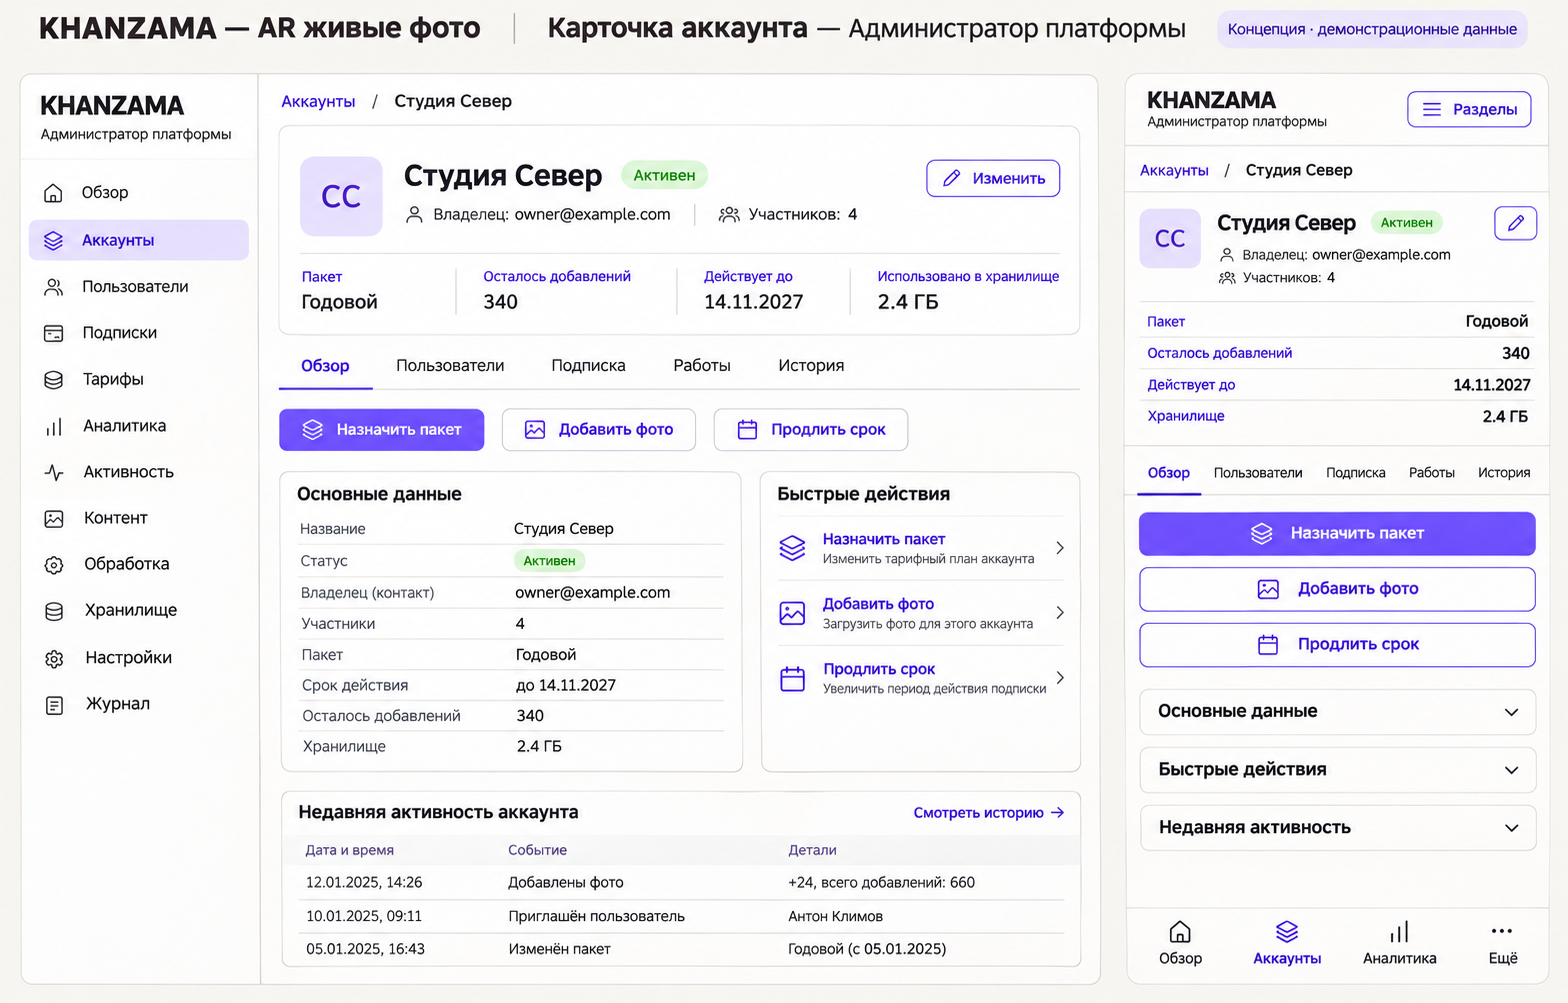 KHANZAMA — AR живые фото
Карточка аккаунта — Администратор платформы
Концепция · демонстрационные данные
KHANZAMA
Администратор платформы
Обзор
Аккаунты
Пользователи
Подписки
Тарифы
Аналитика
Активность
Контент
Обработка
Хранилище
Настройки
Журнал
Аккаунты / Студия Север
СС
Студия Север
Активен
Владелец: owner@example.com
Участников: 4
Изменить
Пакет
Годовой
Осталось добавлений
340
Действует до
14.11.2027
Использовано в хранилище
2.4 ГБ
Обзор
Пользователи
Подписка
Работы
История
Назначить пакет
Добавить фото
Продлить срок
Основные данные
Название Студия Север
Статус Активен
Владелец (контакт) owner@example.com
Участники 4
Пакет Годовой
Срок действия до 14.11.2027
Осталось добавлений 340
Хранилище 2.4 ГБ
Быстрые действия
Назначить пакет
Изменить тарифный план аккаунта
Добавить фото
Загрузить фото для этого аккаунта
Продлить срок
Увеличить период действия подписки
Недавняя активность аккаунта
Смотреть историю →
Дата и время Событие Детали
12.01.2025, 14:26 Добавлены фото +24, всего добавлений: 660
10.01.2025, 09:11 Приглашён пользователь Антон Климов
05.01.2025, 16:43 Изменён пакет Годовой (с 05.01.2025)
KHANZAMA
Администратор платформы
Разделы
Аккаунты / Студия Север
СС
Студия Север
Активен
Владелец: owner@example.com
Участников: 4
Пакет Годовой
Осталось добавлений 340
Действует до 14.11.2027
Хранилище 2.4 ГБ
Обзор
Пользователи
Подписка
Работы
История
Назначить пакет
Добавить фото
Продлить срок
Основные данные
Быстрые действия
Недавняя активность
Обзор
Аккаунты
Аналитика
Ещё